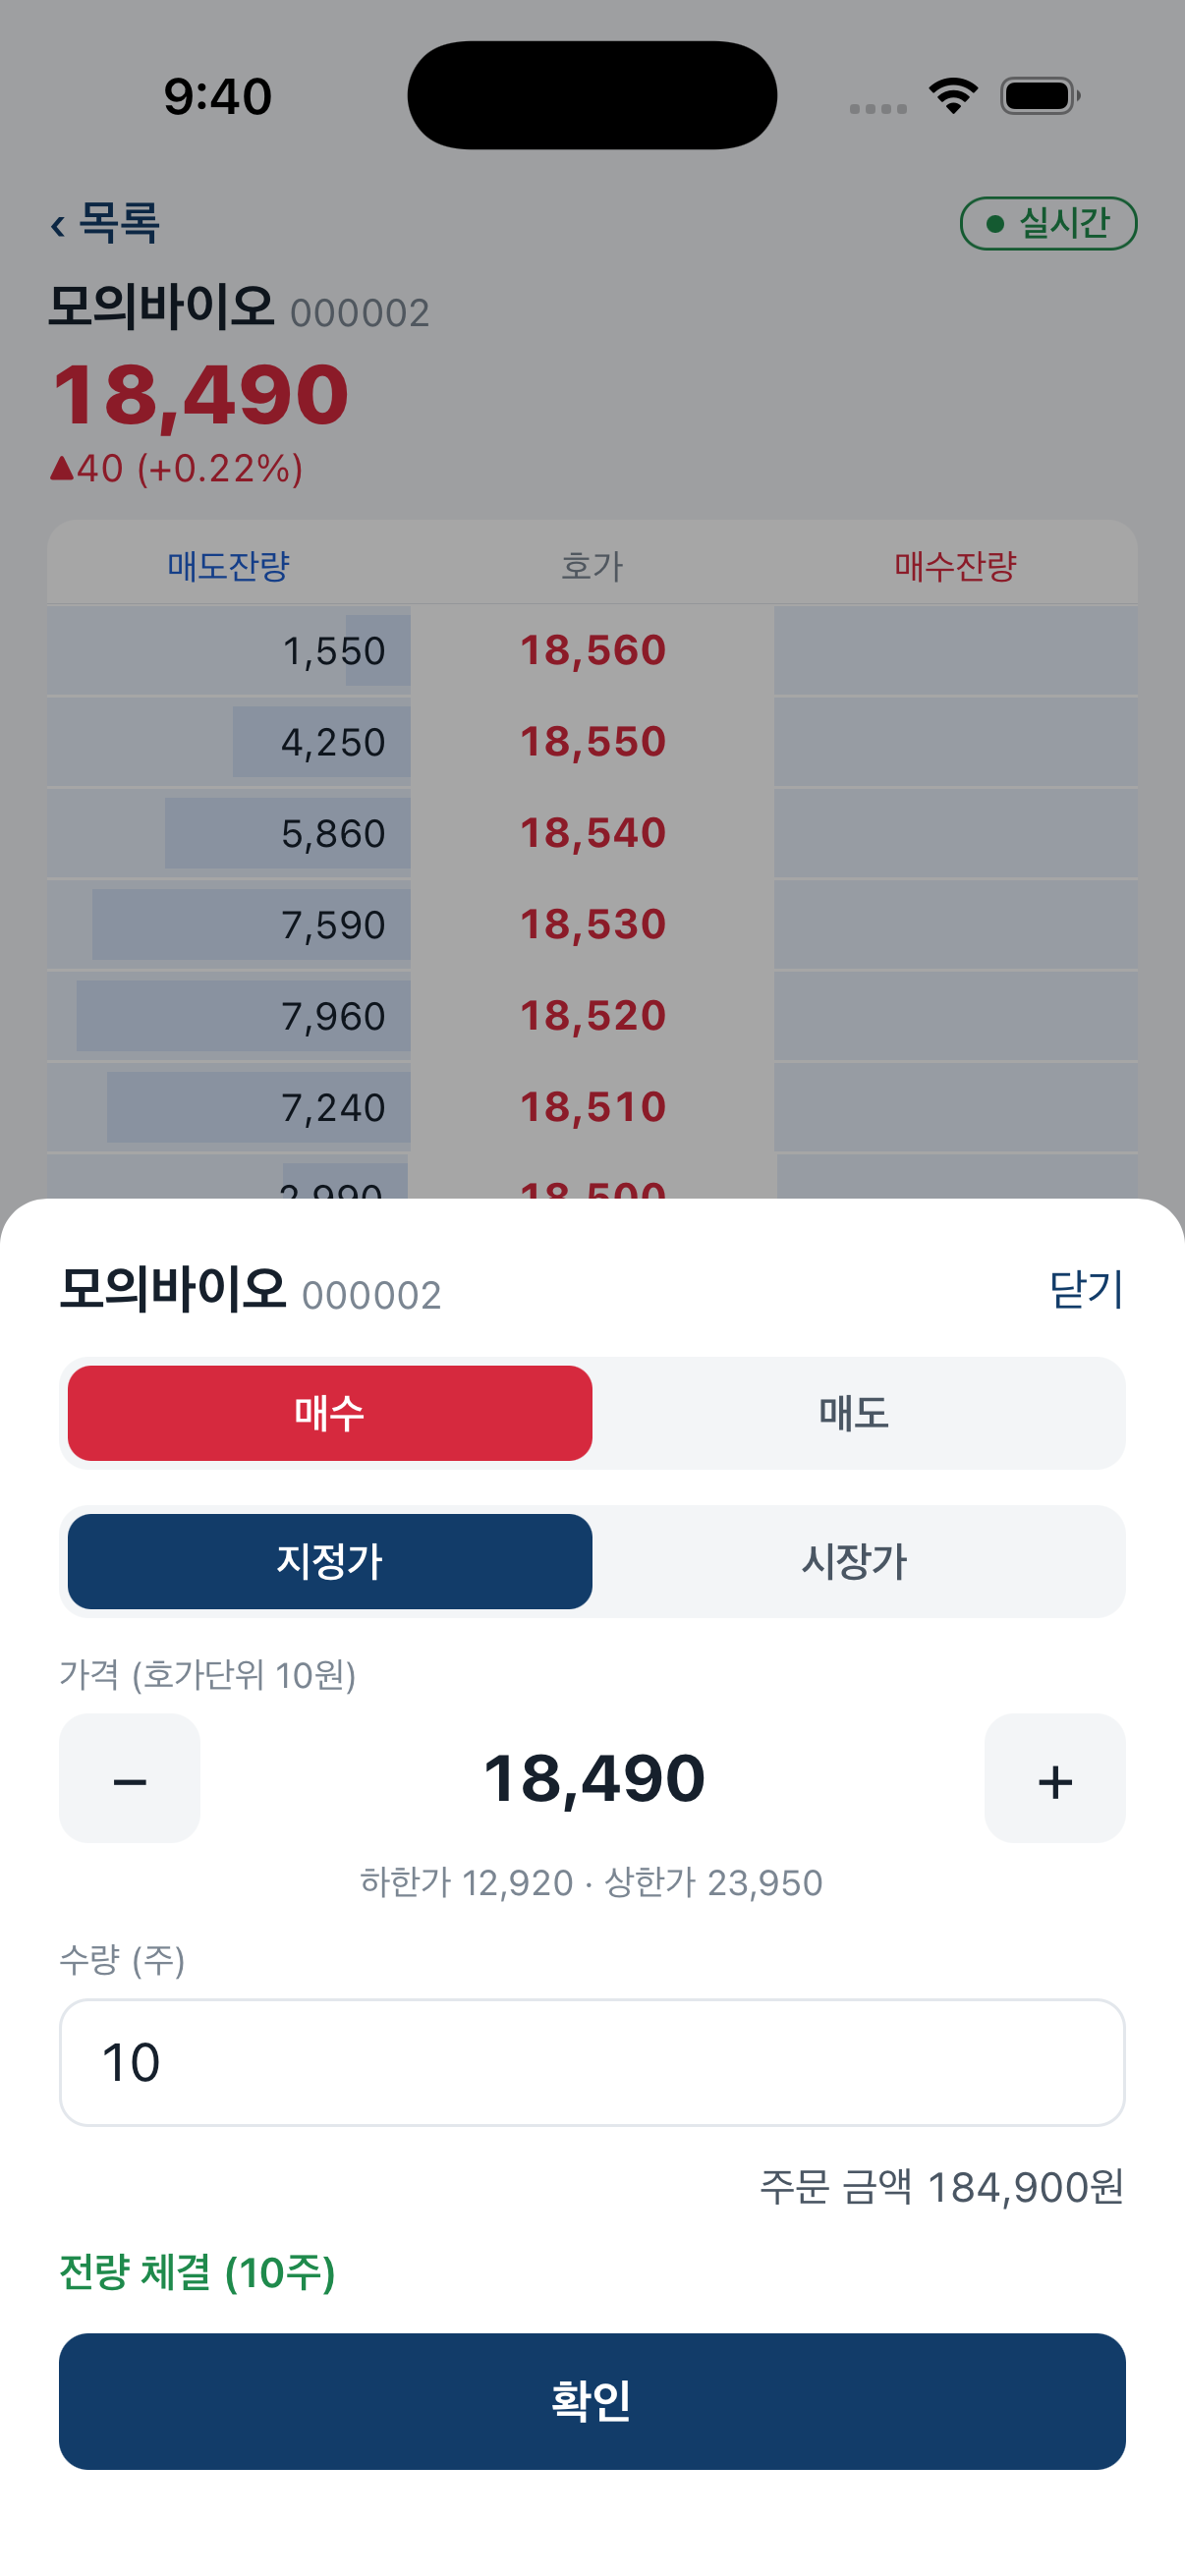 9:40
‹ 목록
● 실시간
모의바이오 000002
18,490
▲40 (+0.22%)
매도잔량 호가 매수잔량
1,550 18,560
4,250 18,550
5,860 18,540
7,590 18,530
7,960 18,520
7,240 18,510
2,990 18,500
모의바이오 000002 닫기
매수 매도
지정가 시장가
가격 (호가단위 10원)
− 18,490 +
하한가 12,920 · 상한가 23,950
수량 (주)
10
주문 금액 184,900원
전량 체결 (10주)
확인